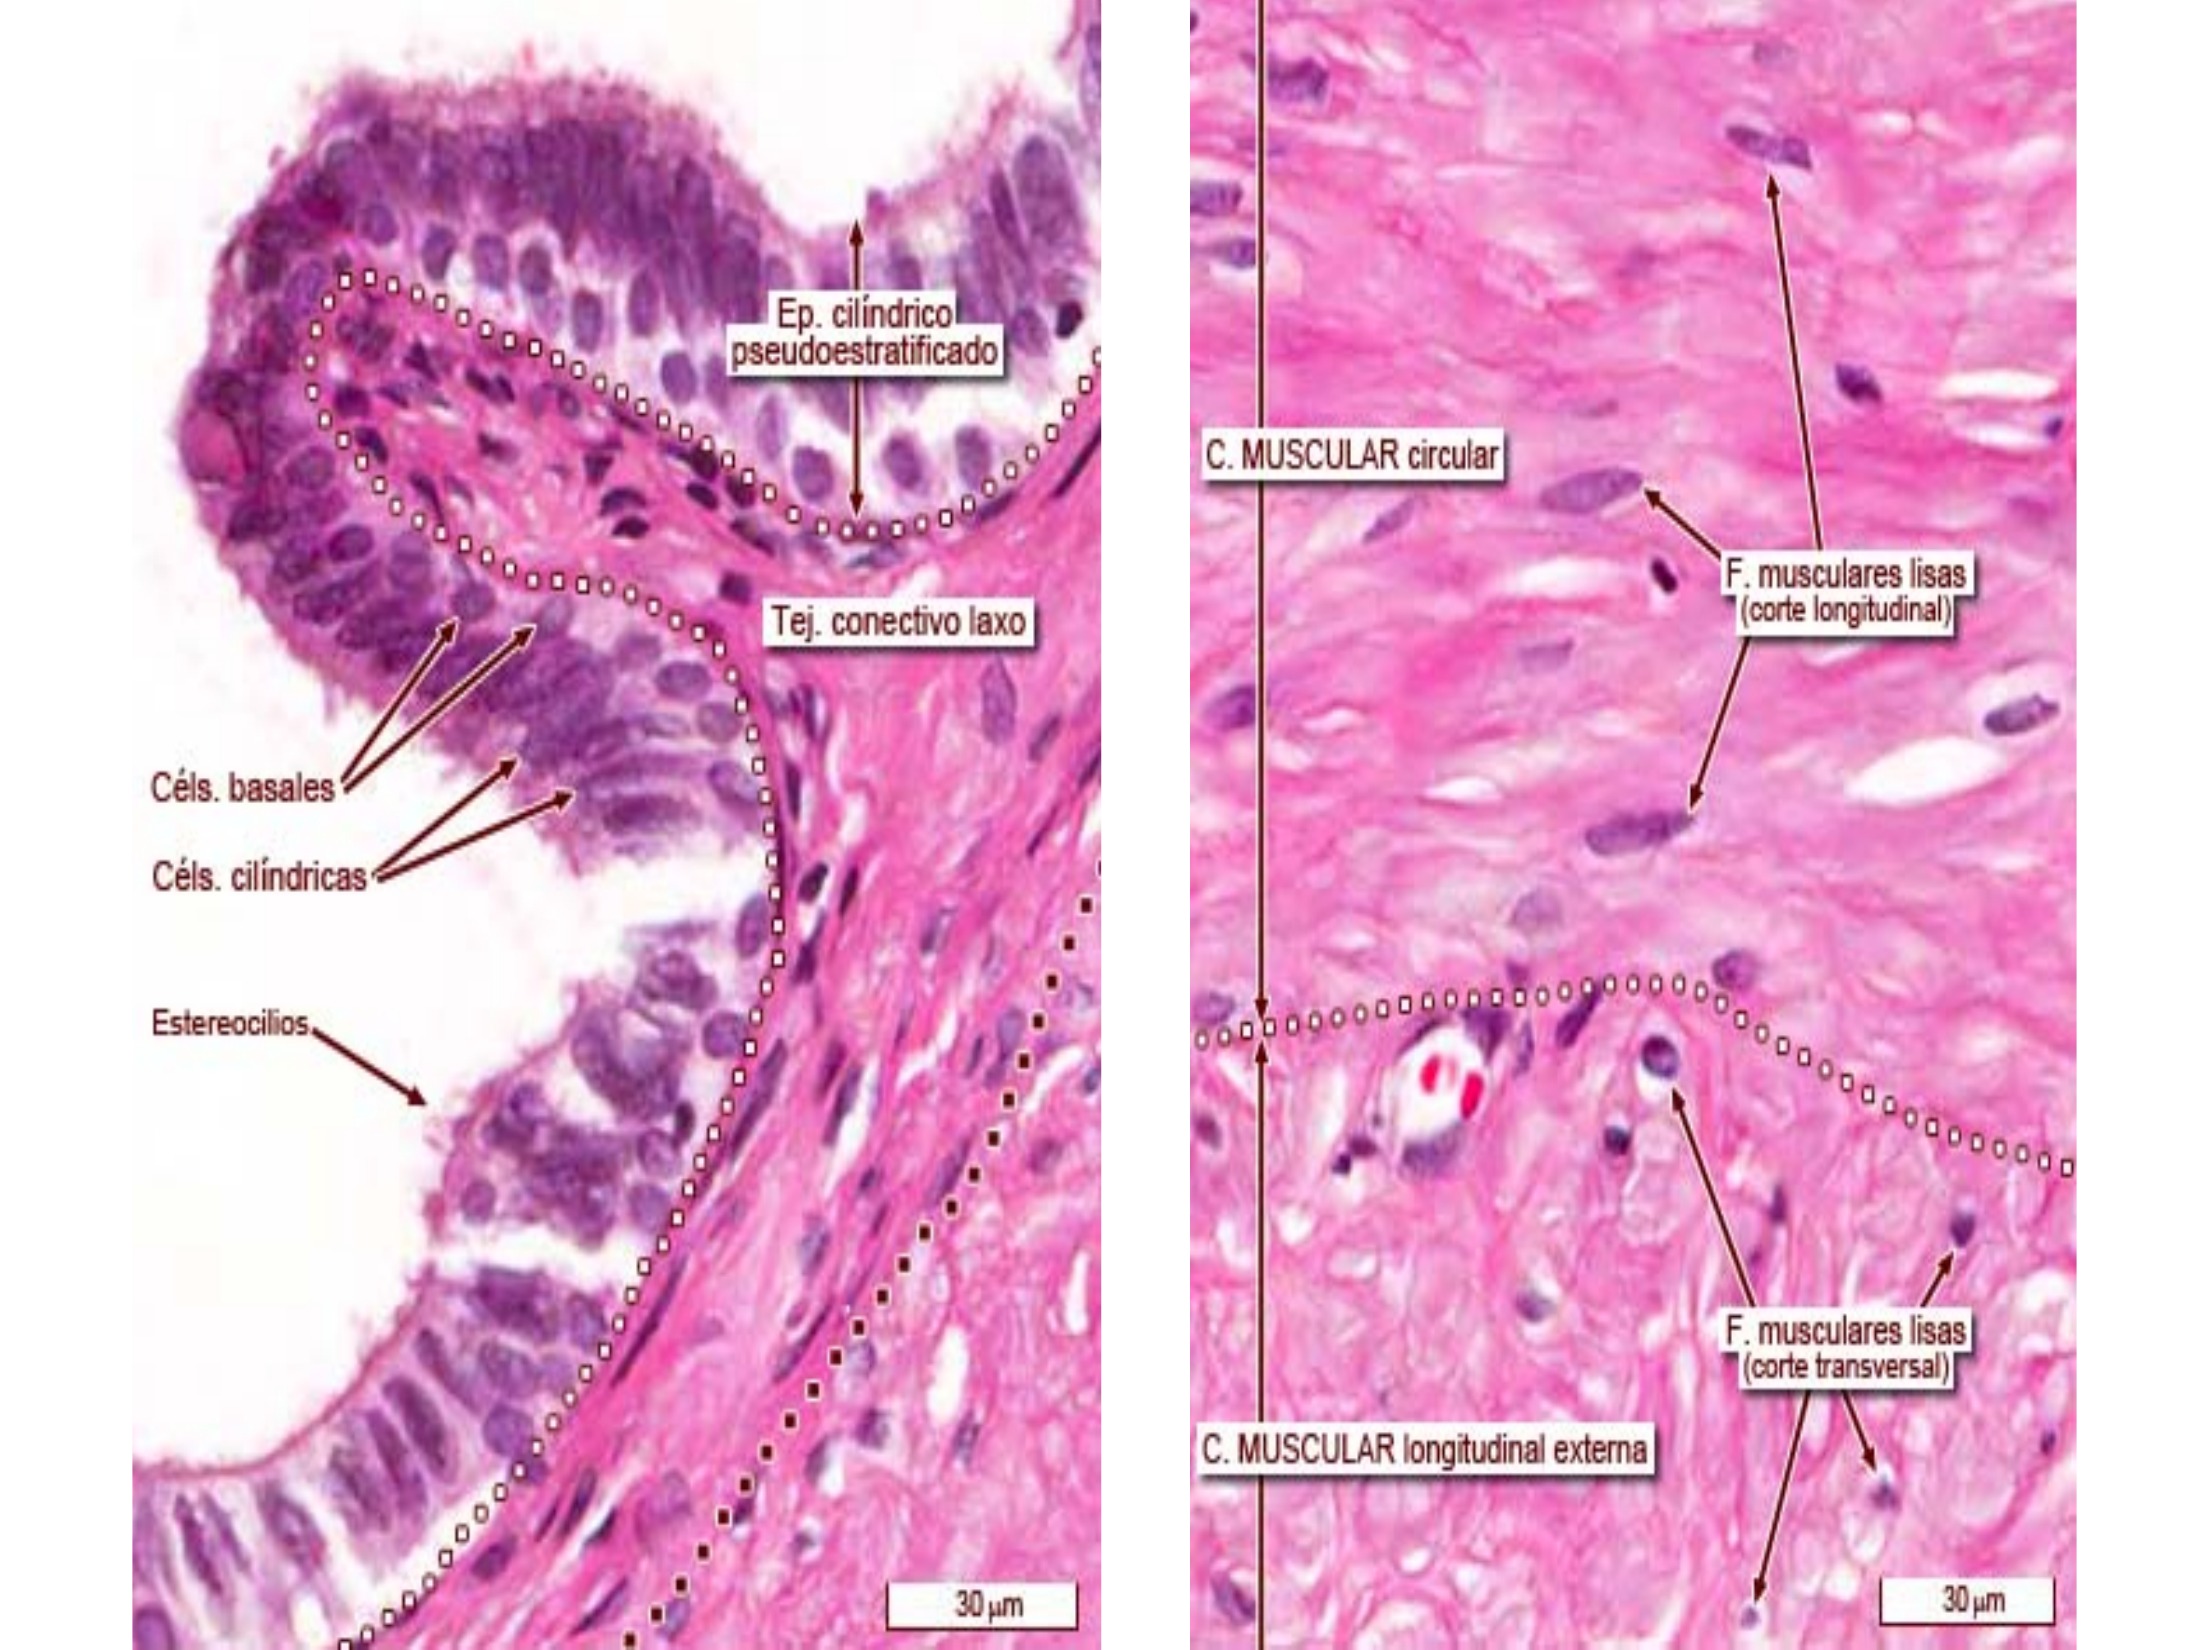 Ep. cilíndrico
pseudoestratificado
Tej. conectivo laxo
Céls. basales
Céls. cilíndricas
Estereocilios
30 µm
C. MUSCULAR circular
F. musculares lisas
(corte longitudinal)
F. musculares lisas
(corte transversal)
C. MUSCULAR longitudinal externa
30 µm